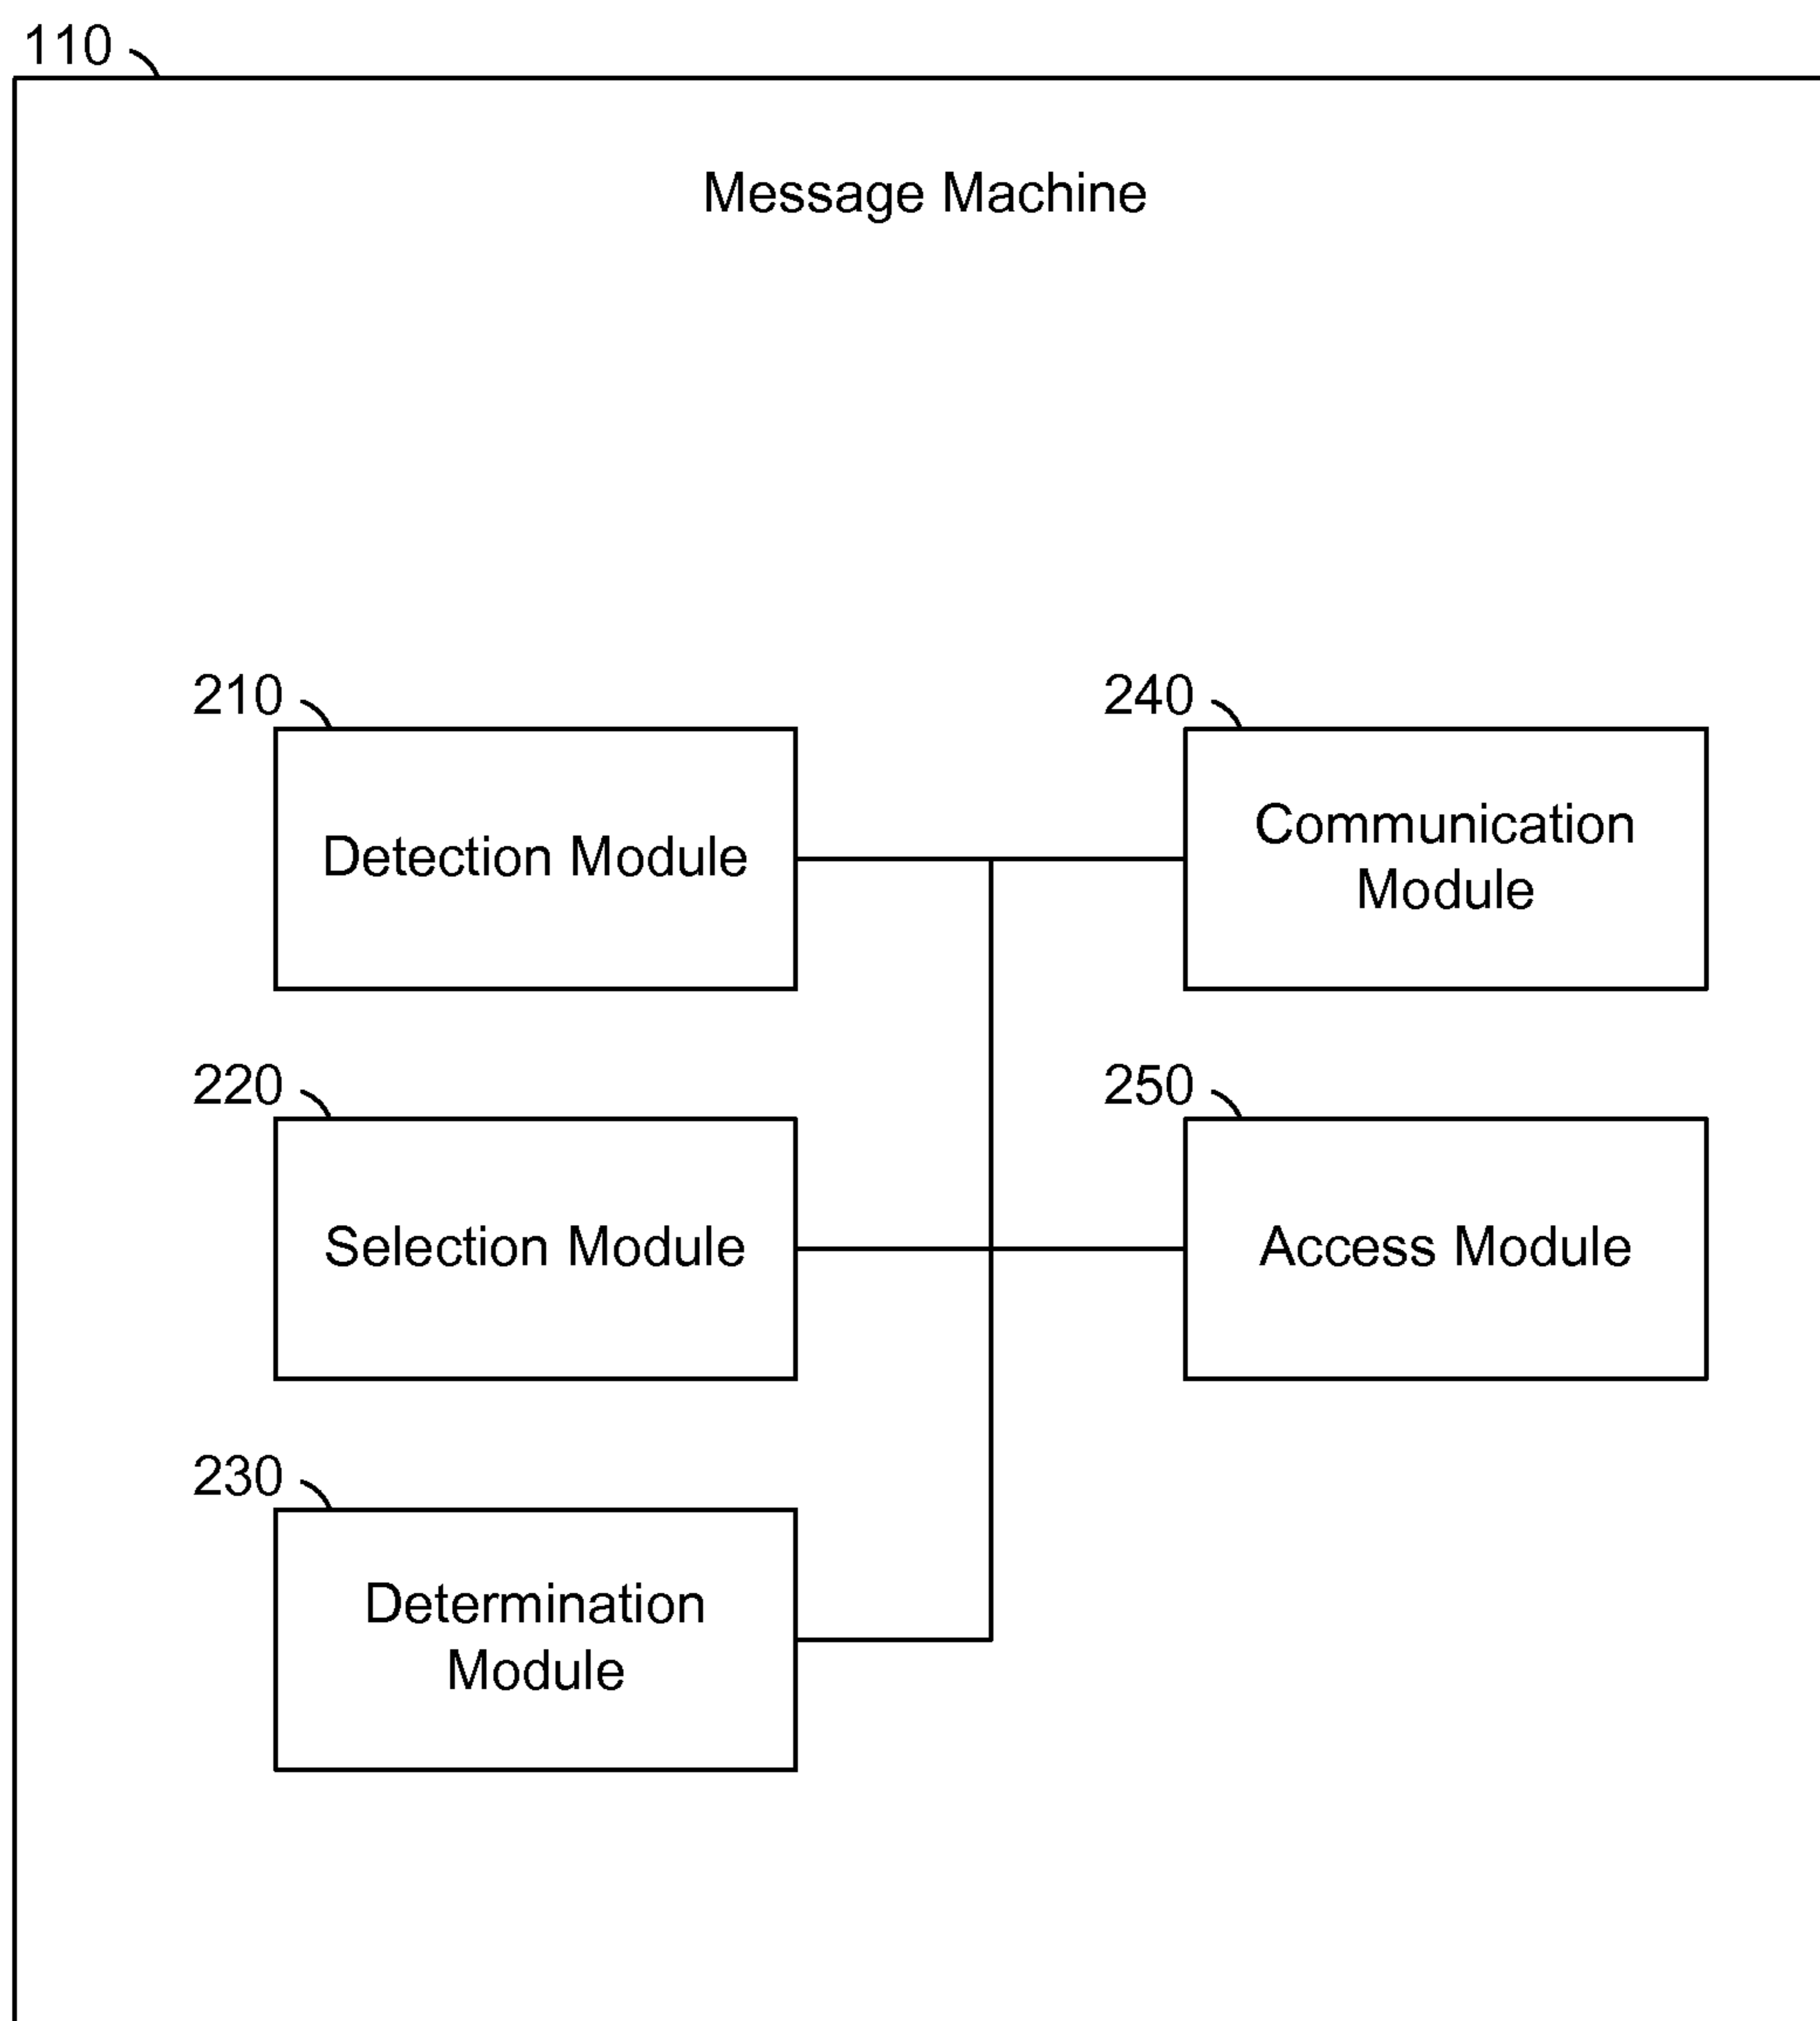 110
Message Machine
210
Detection Module
240
Communication
Module
220
Selection Module
250
Access Module
230
Determination
Module